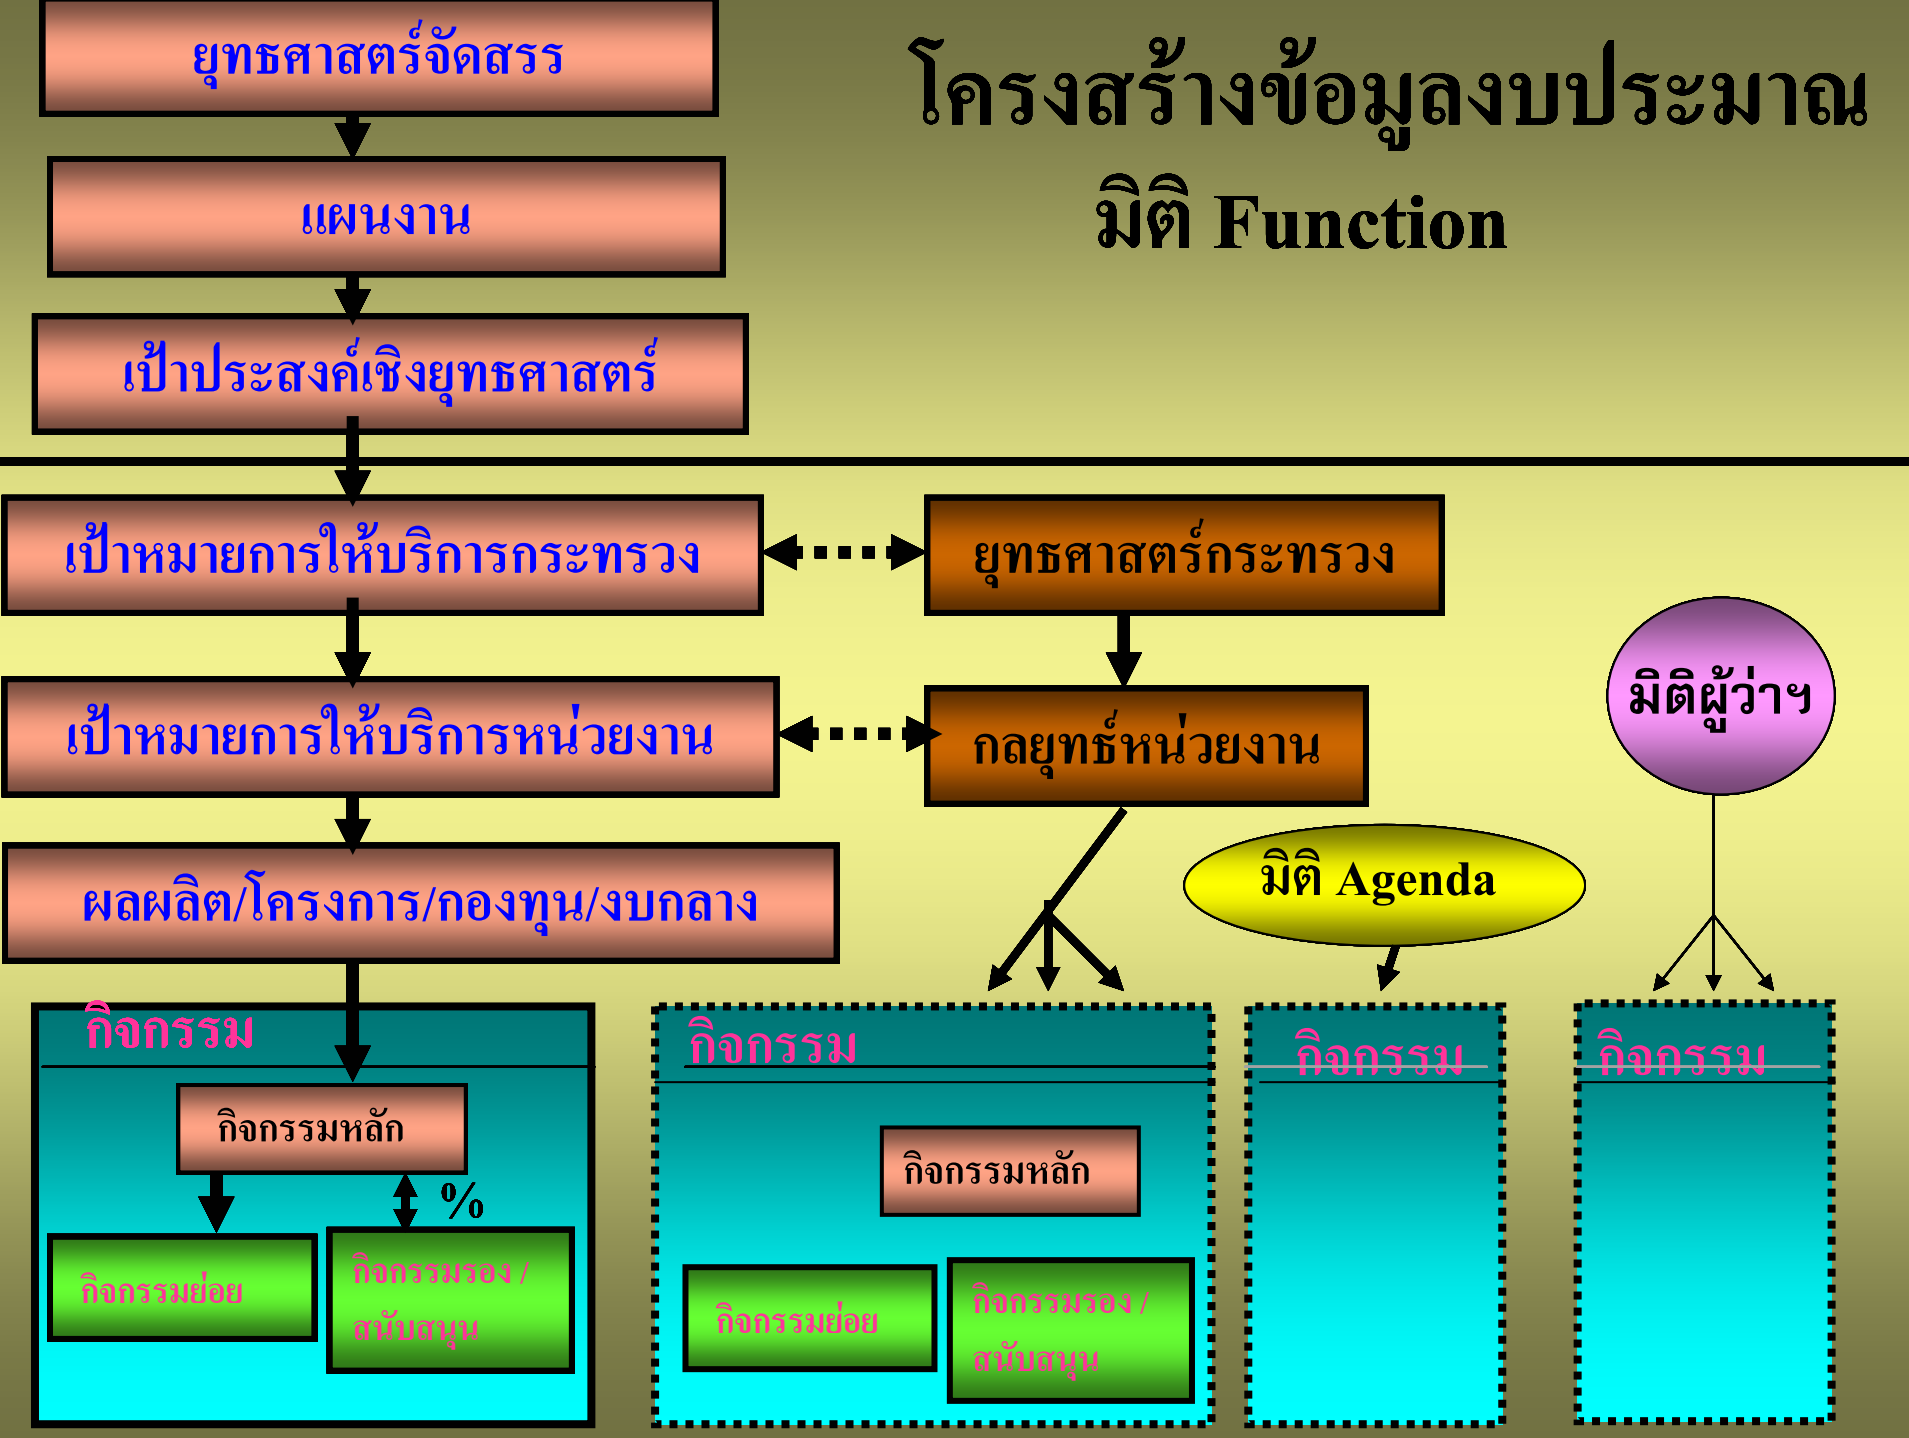 โครงสร้างข้อมูลงบประมาณ
มิติ Function
ยุทธศาสตร์จัดสรร
แผนงาน
เป้าประสงค์เชิงยุทธศาสตร์
เป้าหมายการให้บริการกระทรวง
ยุทธศาสตร์กระทรวง
เป้าหมายการให้บริการหน่วยงาน
กลยุทธ์หน่วยงาน
มิติผู้ว่าฯ
มิติ Agenda
ผลผลิต/โครงการ/กองทุน/งบกลาง
กิจกรรม
กิจกรรมหลัก
%
กิจกรรมย่อย
กิจกรรมรอง /
สนับสนุน
กิจกรรม
กิจกรรมหลัก
กิจกรรมย่อย
กิจกรรมรอง /
สนับสนุน
กิจกรรม
กิจกรรม